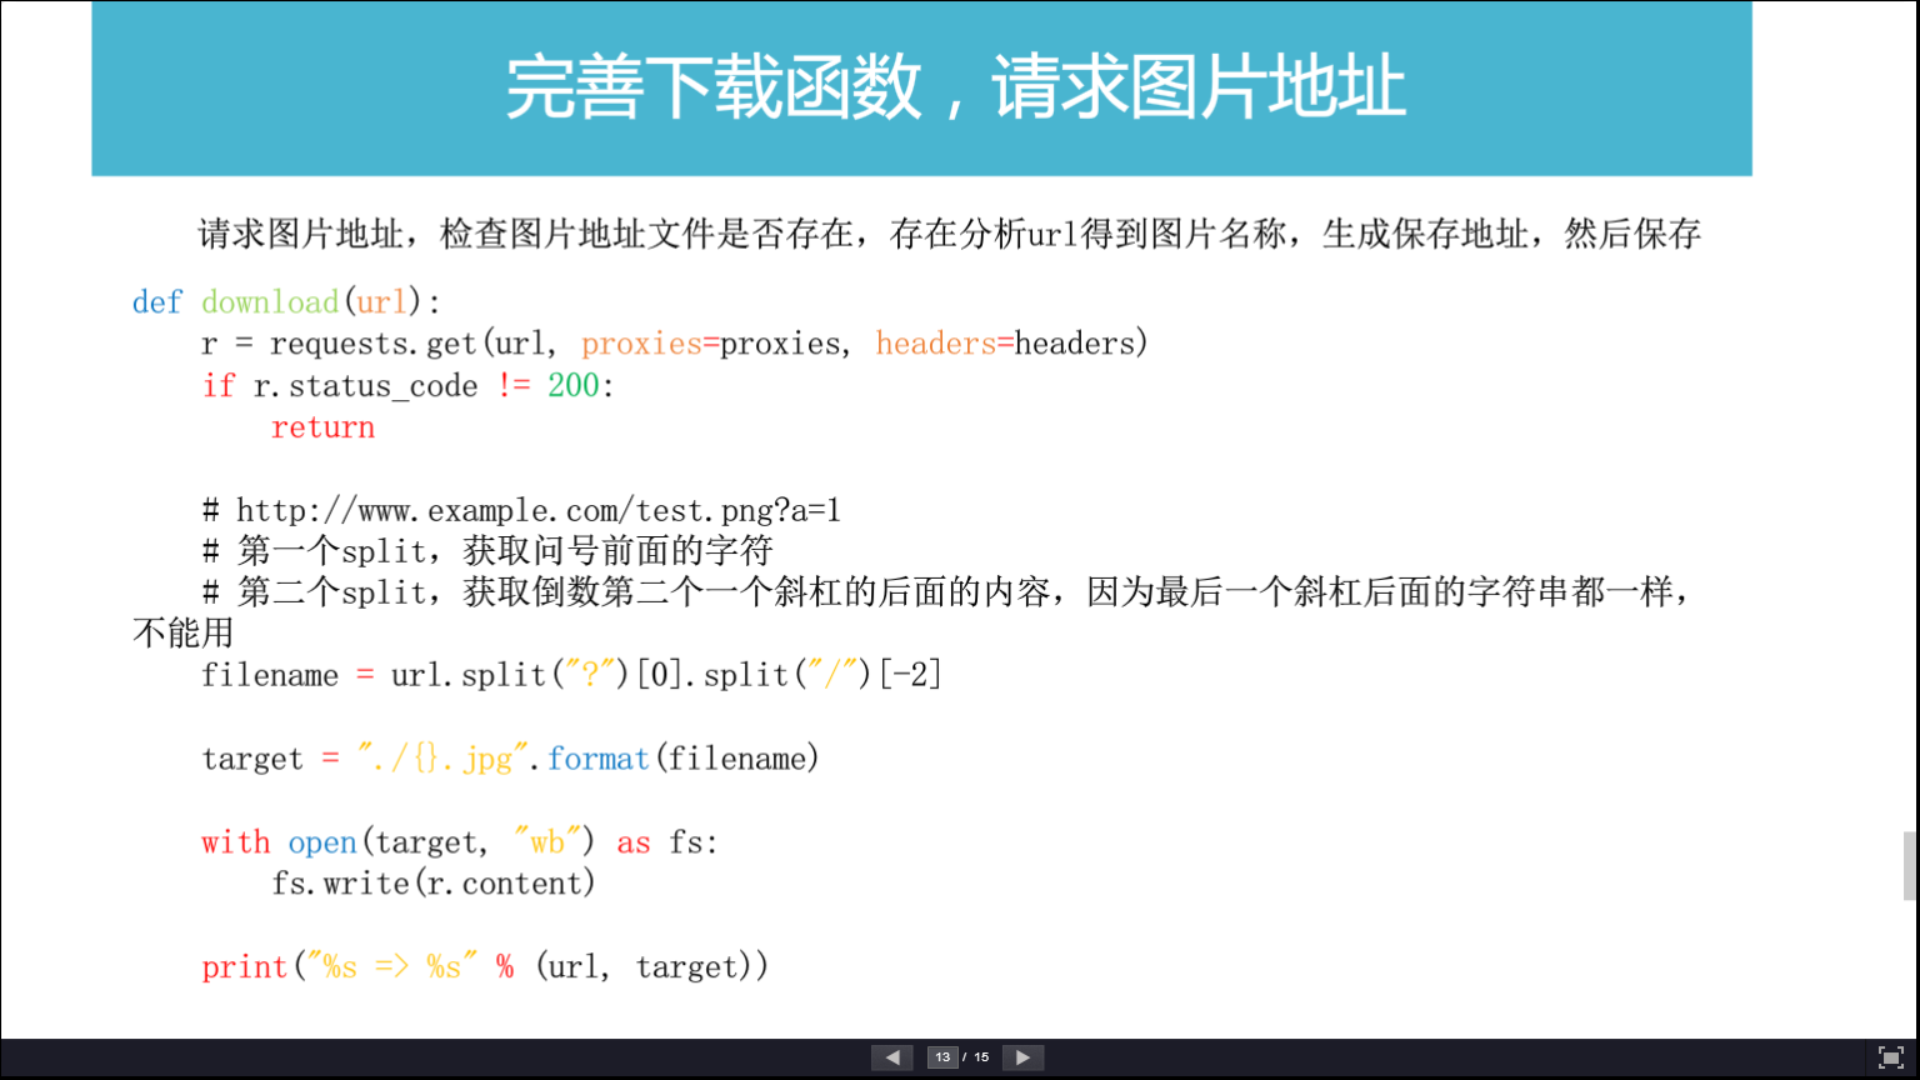 完善下载函数，请求图片地址
请求图片地址，检查图片地址文件是否存在，存在分析url得到图片名称，生成保存地址，然后保存
def download(url):
r = requests.get(url, proxies=proxies, headers=headers)
if r.status_code != 200:
return
# http://www.example.com/test.png?a=1
# 第一个split，获取问号前面的字符
# 第二个split，获取倒数第二个一个斜杠的后面的内容，因为最后一个斜杠后面的字符串都一样，
不能用
filename = url.split("?")[0].split("/")[-2]
target = "./{}.jpg".format(filename)
with open(target, "wb") as fs:
fs.write(r.content)
print("%s => %s" % (url, target))
13 / 15